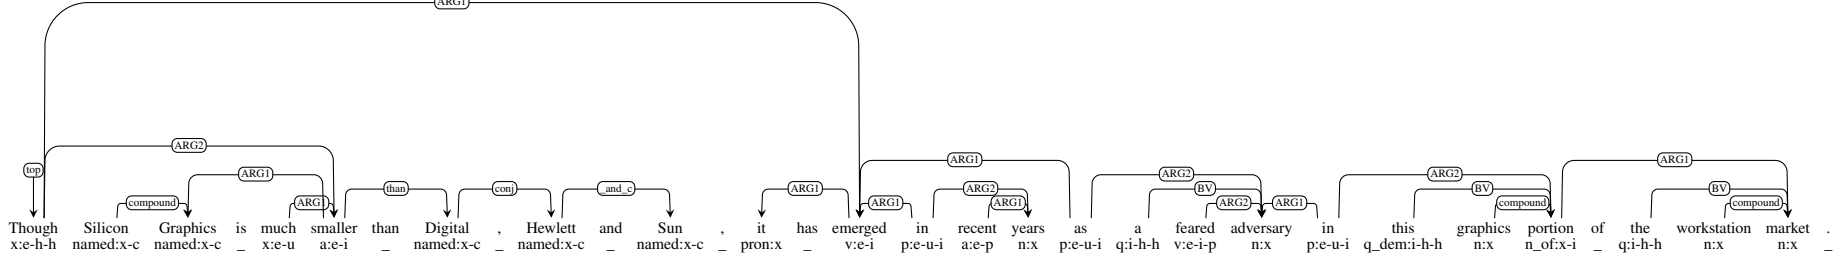 ARG1
ARG2 ARG1 ARG1
top ARG1 ARG2 ARG2
than conj _and_c ARG1 ARG2 BV BV BV
compound ARG1 ARG1 ARG1 ARG2 ARG1 compound compound
Though Silicon Graphics is much smaller than Digital , Hewlett and Sun , it has emerged in recent years as a feared adversary in this graphics portion of the workstation market .
x:e-h-h named:x-c named:x-c _ x:e-u a:e-i _ named:x-c _ named:x-c _ named:x-c _ pron:x _ v:e-i p:e-u-i a:e-p n:x p:e-u-i q:i-h-h v:e-i-p n:x p:e-u-i q_dem:i-h-h n:x n_of:x-i _ q:i-h-h n:x n:x _